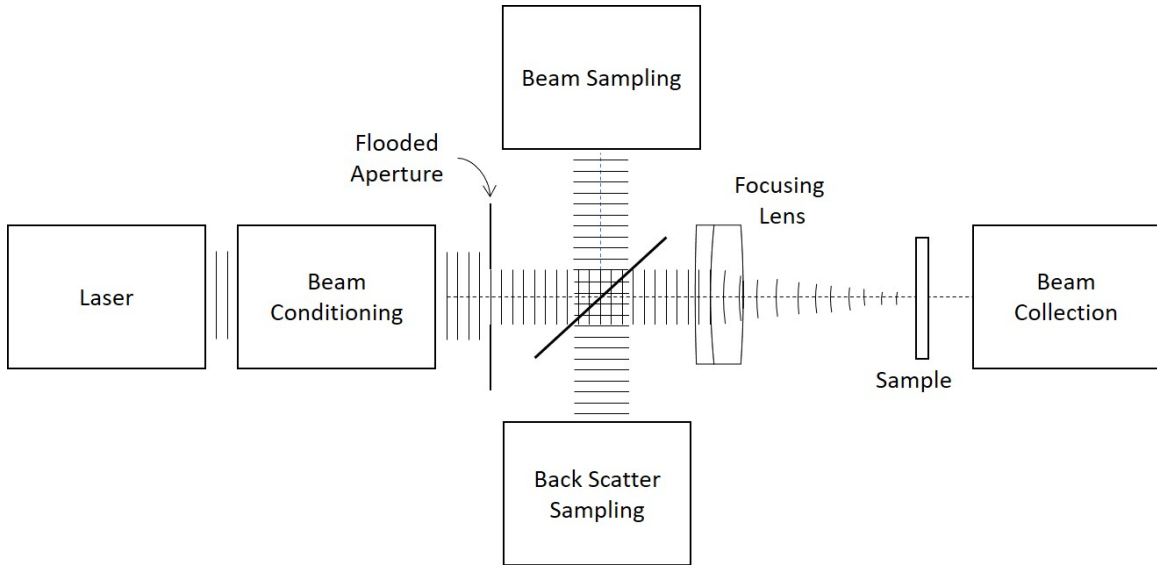 Beam Sampling
Flooded
Aperture
Focusing
Lens
Laser
Beam
Conditioning
Beam
Collection
Sample
Back Scatter
Sampling